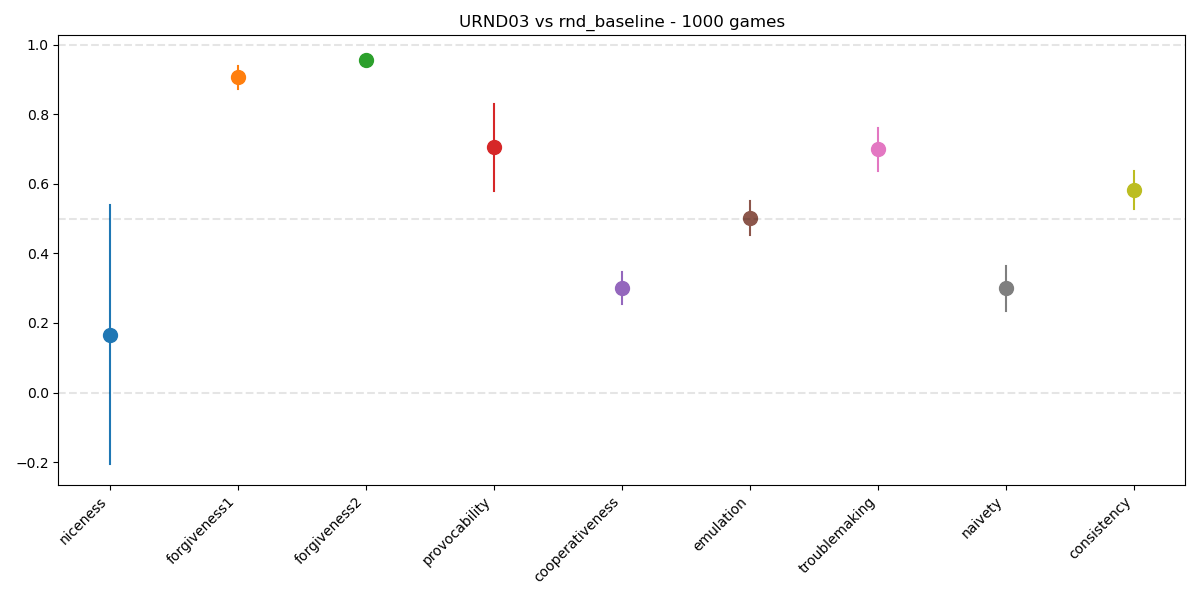 URND03 vs rnd_baseline - 1000 games
1.0
0.8
0.6
0.4
0.2
0.0
−0.2
niceness
forgiveness1
forgiveness2
provocability
cooperativeness
emulation
troublemaking
naivety
consistency